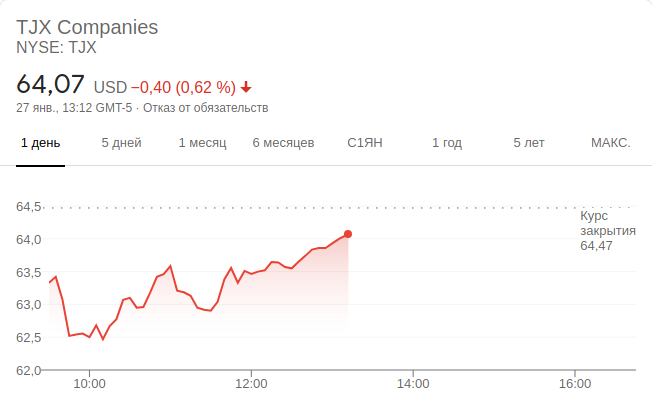 TJX Companies
NYSE: TJX
64,07 USD −0,40 (0,62 %)
27 янв., 13:12 GMT-5 · Отказ от обязательств
1 день 5 дней 1 месяц 6 месяцев С1ЯН 1 год 5 лет МАКС.
64,5
Курс
закрытия
64,47
64,0
63,5
63,0
62,5
62,0
10:00 12:00 14:00 16:00